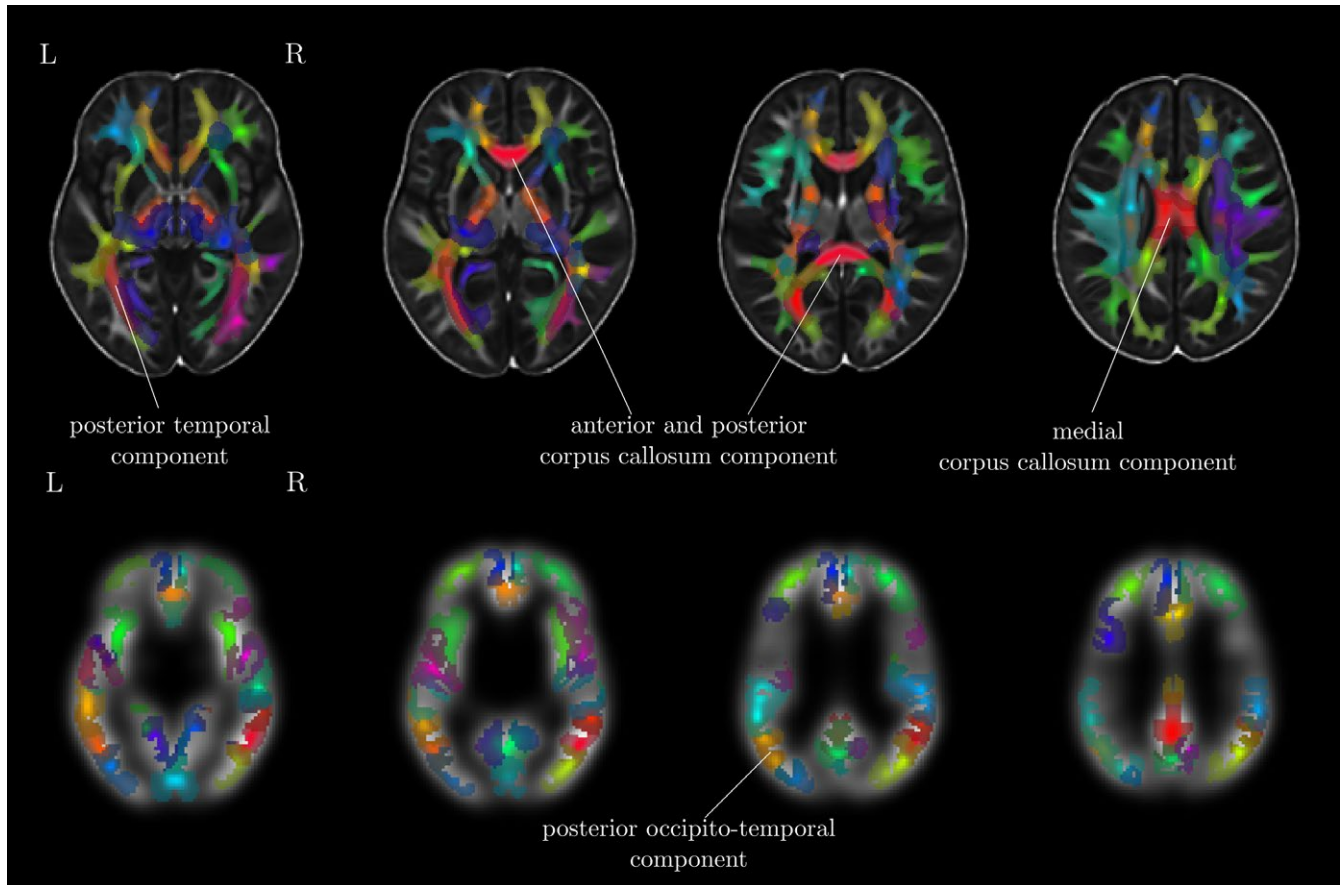 L
R
posterior temporal
component
anterior and posterior
corpus callosum component
medial
corpus callosum component
L
R
posterior occipito-temporal
component